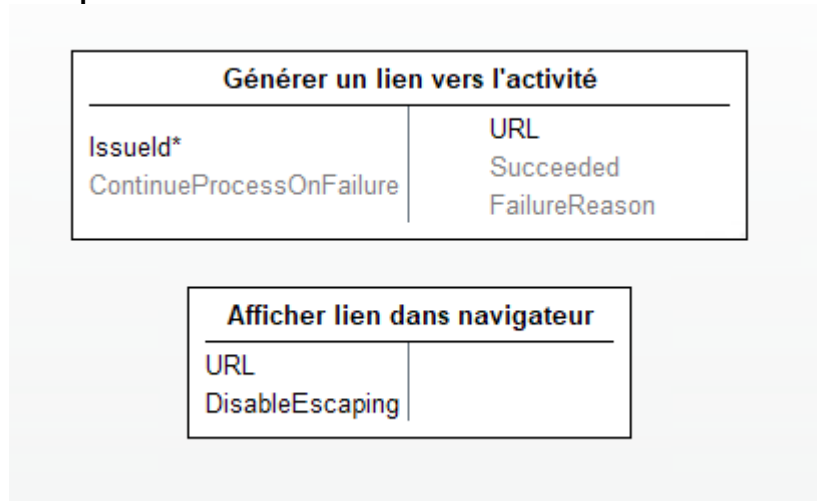 Générer un lien vers l'activité
IssueId*
ContinueProcessOnFailure
URL
Succeeded
FailureReason
Afficher lien dans navigateur
URL
DisableEscaping